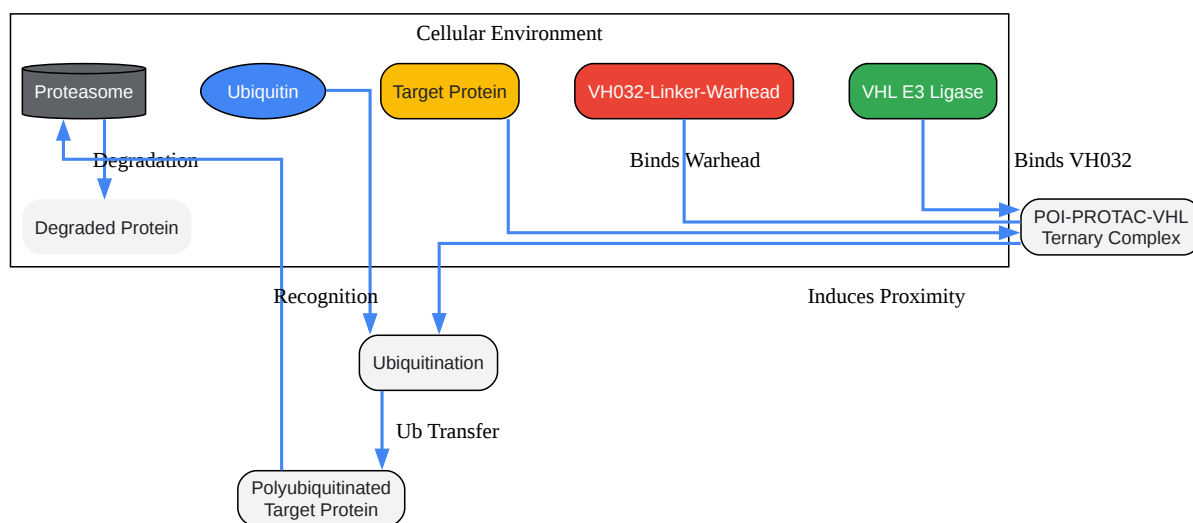 Cellular Environment
Proteasome
Ubiquitin
Target Protein
VH032-Linker-Warhead
VHL E3 Ligase
Degradation
Binds Warhead
Binds VH032
Degraded Protein
POI-PROTAC-VHL
Ternary Complex
Recognition
Induces Proximity
Ubiquitination
Ub Transfer
Polyubiquitinated
Target Protein